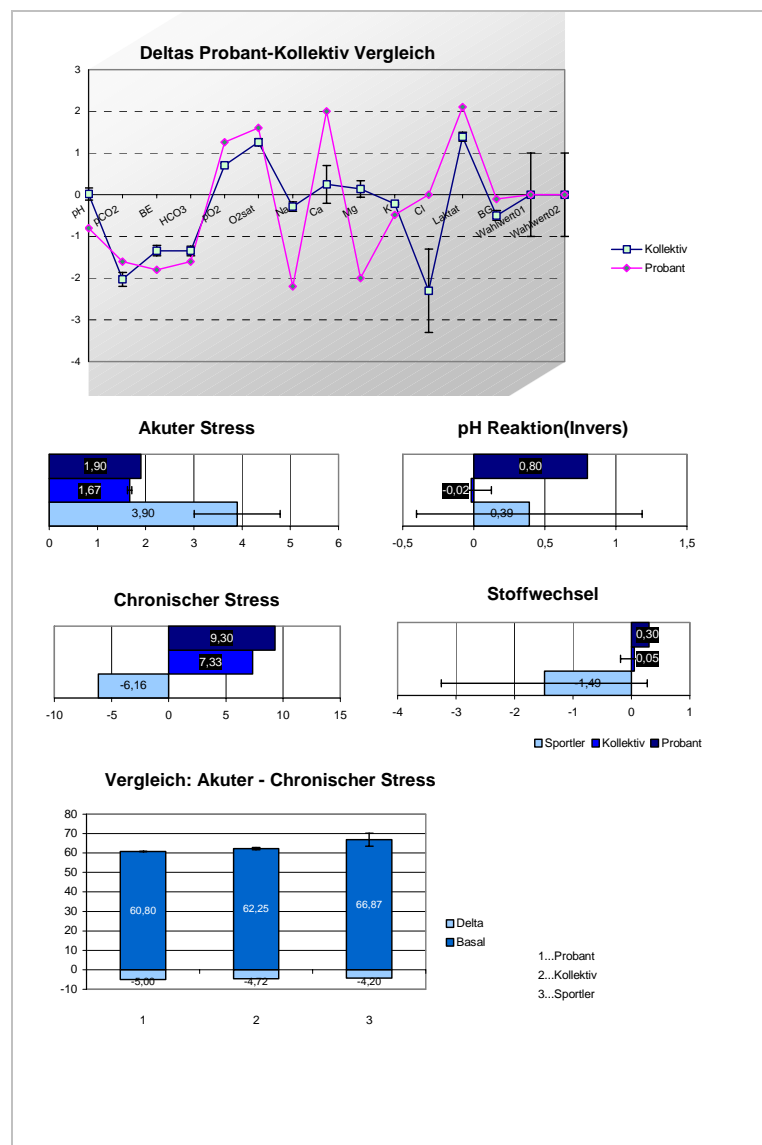 Deltas Probant-Kollektiv Vergleich
3
2
1
0
-1
-2
-3
-4
pH
pCO2
BE
HCO3
pO2
O2sat
Na
Ca
Mg
K
Cl
Laktat
BG
Wahlwert01
Wahlwert02
Kollektiv
Probant
Akuter Stress
1,90
1,67
3,90
0 1 2 3 4 5 6
pH Reaktion(Invers)
0,80
-0,02
0,39
-0,5 0 0,5 1 1,5
Chronischer Stress
9,30
7,33
-6,16
-10 -5 0 5 10 15
Stoffwechsel
0,30
0,05
-1,49
-4 -3 -2 -1 0 1
Sportler Kollektiv Probant
Vergleich: Akuter - Chronischer Stress
80
70
60
50
40
30
20
10
0
-10
60,80 62,25 66,87
-5,00 -4,72 -4,20
1 2 3
Delta
Basal
1...Probant
2...Kollektiv
3...Sportler